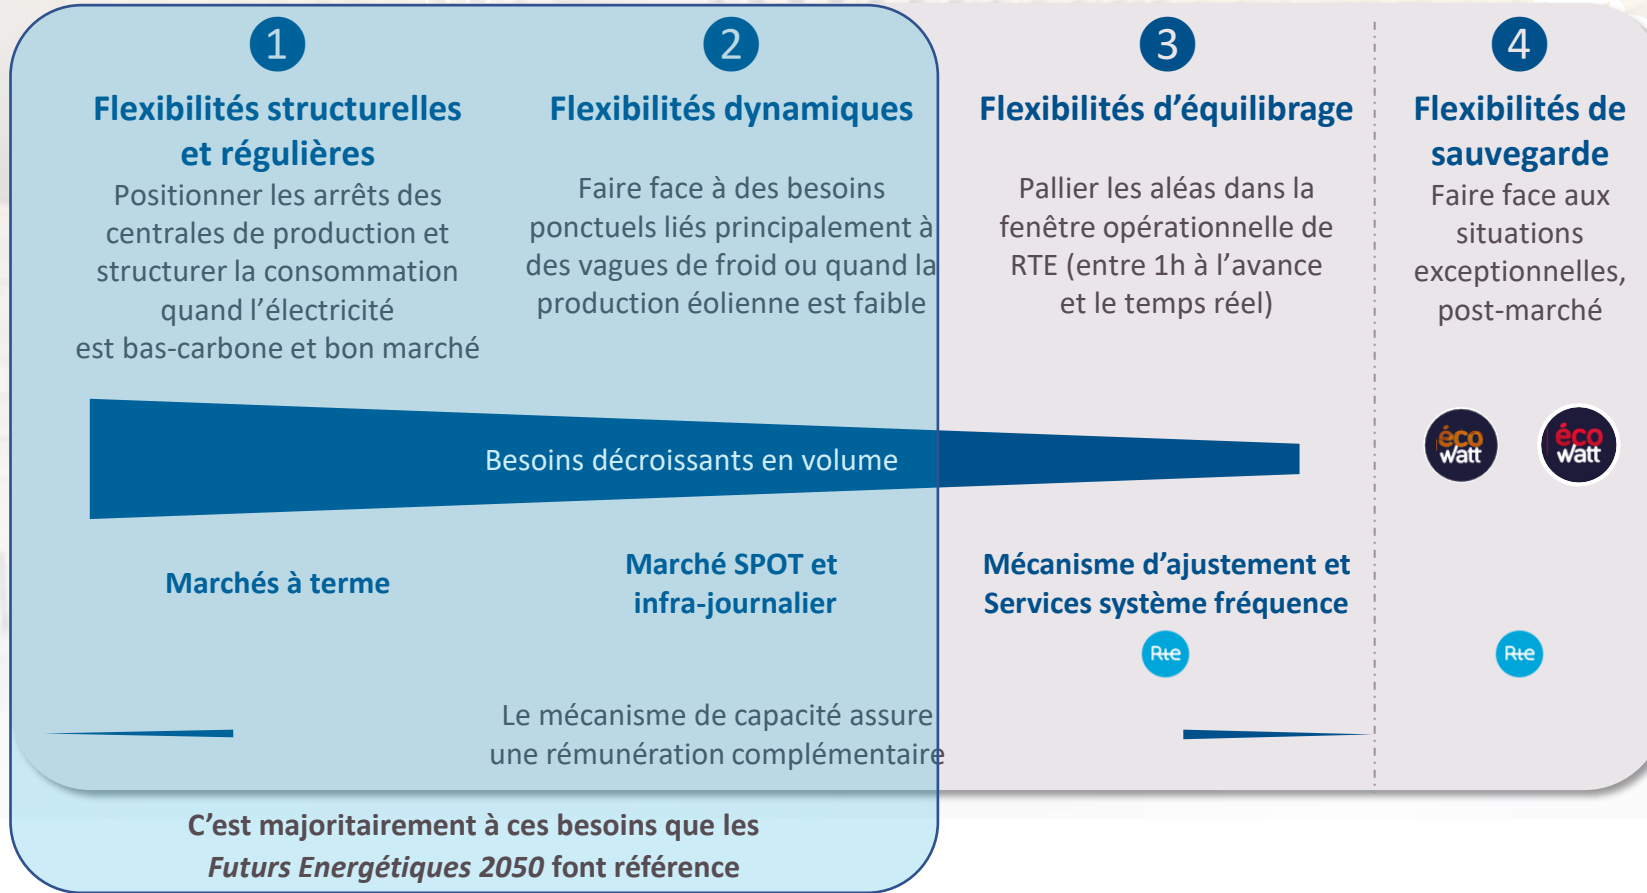 1
Flexibilités structurelles
et régulières
Positionner les arrêts des
centrales de production et
structurer la consommation
quand l’électricité
est bas-carbone et bon marché
2
Flexibilités dynamiques
Faire face à des besoins
ponctuels liés principalement à
des vagues de froid ou quand la
production éolienne est faible
3
Flexibilités d’équilibrage
Pallier les aléas dans la
fenêtre opérationnelle de
RTE (entre 1h à l’avance
et le temps réel)
4
Flexibilités de
sauvegarde
Faire face aux
situations
exceptionnelles,
post-marché
Besoins décroissants en volume
éco
watt
éco
watt
Marchés à terme
Marché SPOT et
infra-journalier
Mécanisme d’ajustement et
Services système fréquence
Rte
Rte
Le mécanisme de capacité assure
une rémunération complémentaire
C’est majoritairement à ces besoins que les
Futurs Energétiques 2050 font référence